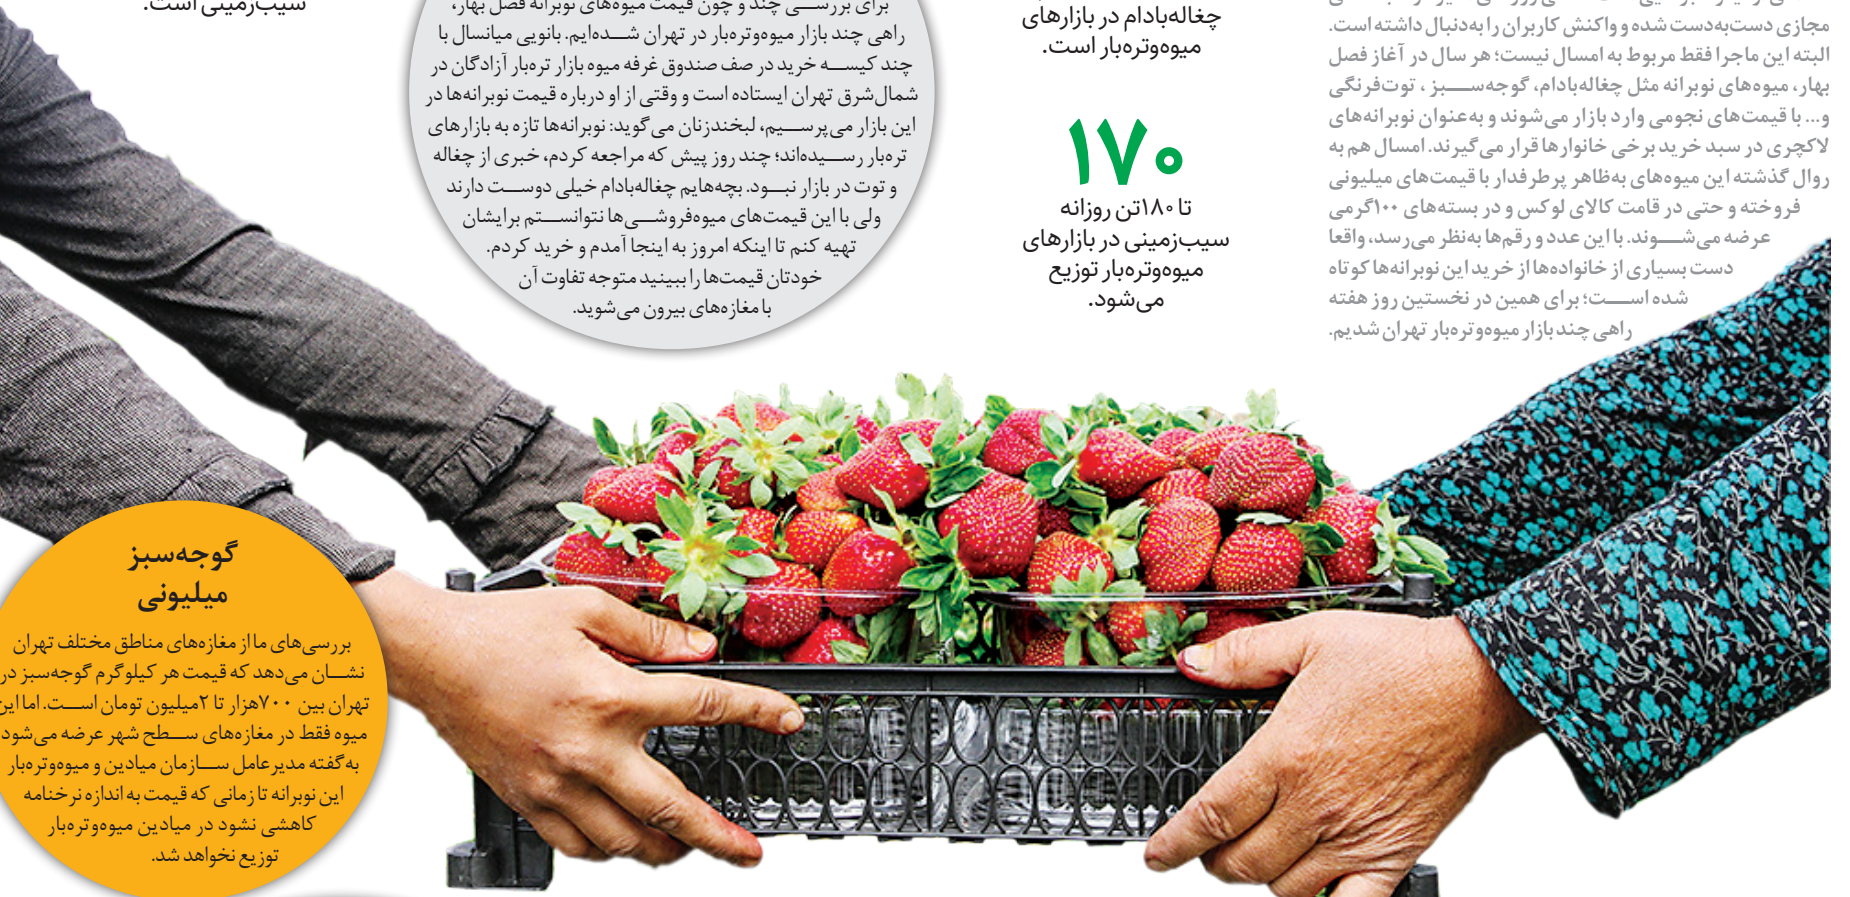 مجازی دست‌به‌دست شده و واکنش کاربران را به‌دنبال داشته است.
البته این ماجرا فقط مربوط به امسال نیست؛ هر سال در آغاز فصل
بهار، میوه‌های نوبرانه مثل چغاله‌بادام، گوجه‌سبز ، توت‌فرنگی
و... با قیمت‌های نجومی وارد بازار می‌شوند و به‌عنوان نوبرانه‌های
لاکچری در سبد خرید برخی خانوارها قرار می‌گیرند. امسال هم به
روال گذشته این میوه‌های به‌ظاهر پرطرفدار با قیمت‌های میلیونی
فروخته و حتی در قامت کالای لوکس و در بسته‌های ۱۰۰گرمی
عرضه می‌شوند. با این عدد و رقم‌ها به‌نظر می‌رسد، واقعا
دست بسیاری از خانواده‌ها از خرید این نوبرانه‌ها کوتاه
شده است؛ برای همین در نخستین روز هفته
راهی چند بازار میوه‌و‌تره‌بار تهران شدیم.
چغاله‌بادام در بازارهای
میوه‌و‌تره‌بار است.
۱۷۰
تا ۱۸۰تن روزانه
سیب‌زمینی در بازارهای
میوه‌و‌تره‌بار توزیع
می‌شود.
برای بررسی چند و چون قیمت میوه‌های نوبرانه فصل بهار،
راهی چند بازار میوه‌و‌تره‌بار در تهران شده‌ایم. بانویی میانسال با
چند کیسه خرید در صف صندوق غرفه میوه بازار تره‌بار آزادگان در
شمال‌شرق تهران ایستاده است و وقتی از او درباره قیمت نوبرانه‌ها در
این بازار می‌پرسیم، لبخندزنان می‌گوید: نوبرانه‌ها تازه به بازارهای
تره‌بار رسیده‌اند؛ چند روز پیش که مراجعه کردم، خبری از چغاله
و توت در بازار نبود. بچه‌هایم چغاله‌بادام خیلی دوست دارند
ولی با این قیمت‌های میوه‌فروشی‌ها نتوانستم برایشان
تهیه کنم تا اینکه امروز به اینجا آمدم و خرید کردم.
خودتان قیمت‌ها را ببینید متوجه تفاوت آن
با مغازه‌های بیرون می‌شوید.
سیب‌زمینی است.
گوجه‌سبز
میلیونی
بررسی‌های ما از مغازه‌های مناطق مختلف تهران
نشان می‌دهد که قیمت هر کیلوگرم گوجه‌سبز در
تهران بین ۷۰۰هزار تا ۲میلیون تومان است. اما این
میوه فقط در مغازه‌های سطح شهر عرضه می‌شود
به‌گفته مدیرعامل سازمان میادین و میوه‌و‌تره‌بار
این نوبرانه تا زمانی که قیمت به اندازه نرخنامه
کاهشی نشود در میادین میوه‌و‌تره‌بار
توزیع نخواهد شد.